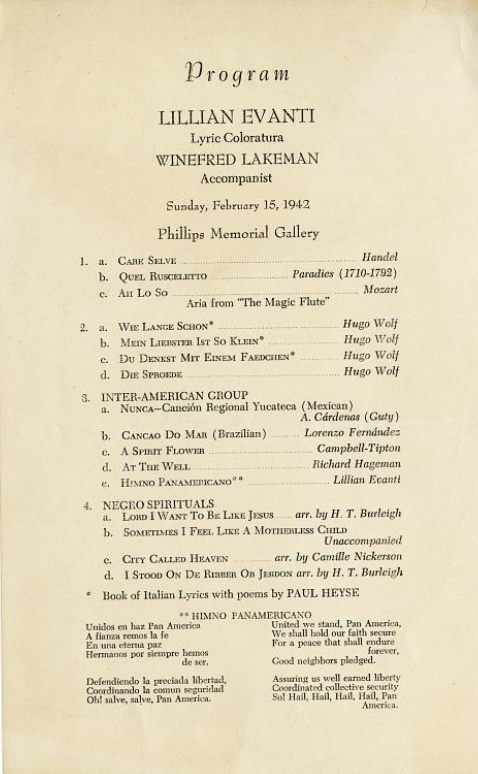 Program
LILLIAN EVANTI
Lyric Coloratura
WINEFRED LAKEMAN
Accompanist
Sunday, February 15, 1942
Phillips Memorial Gallery
1. a. CARE SELVE Handel
b. QUEL RUSCELETTO Paradies (1710-1792)
c. AH LO SO Mozart
Aria from "The Magic Flute"
2. a. WIE LANGE SCHON* Hugo Wolf
b. MEIN LIEBSTER IST SO KLEIN* Hugo Wolf
c. DU DENKST MIT EINEM FAEDCHEN* Hugo Wolf
d. DIE SPROEDE Hugo Wolf
3. INTER-AMERICAN GROUP
a. NUNCA—Canción Regional Yucateca (Mexican)
A. Cárdenas (Guty)
b. CANCAO DO MAR (Brazilian) Lorenzo Fernández
c. A SPIRIT FLOWER Campbell-Tipton
d. AT THE WELL Richard Hageman
e. HIMNO PANAMERICANO** Lillian Evanti
4. NEGRO SPIRITUALS
a. LORD I WANT TO BE LIKE JESUS arr. by H. T. Burleigh
b. SOMETIMES I FEEL LIKE A MOTHERLESS CHILD
Unaccompanied
c. CITY CALLED HEAVEN arr. by Camille Nickerson
d. I STOOD ON DE RIBBER OB JERDON arr. by H. T. Burleigh
* Book of Italian Lyrics with poems by PAUL HEYSE
** HIMNO PANAMERICANO
Unidos en haz Pan America
A fianza remos la fe
En una eterna paz
Hermanos por siempre hemos
de ser.
Defendiendo la preciada libertad,
Coordinando la comun seguridad
Oh! salve, salve, Pan America.
United we stand, Pan America,
We shall hold our faith secure
For a peace that shall endure
forever,
Good neighbors pledged.
Assuring us well earned liberty
Coordinated collective security
So! Hail, Hail, Hail, Hail, Pan
America.